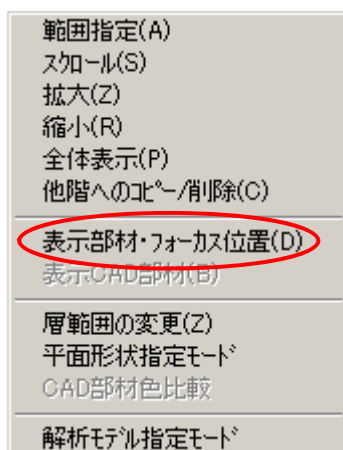 範囲指定(A)
スクロール(S)
拡大(Z)
縮小(R)
全体表示(P)
他階へのコピー/削除(C)
表示部材・フォーカス位置(D)
表示CAD部材(B)
層範囲の変更(Z)
平面形状指定モード
CAD部材色比較
解析モデル指定モード